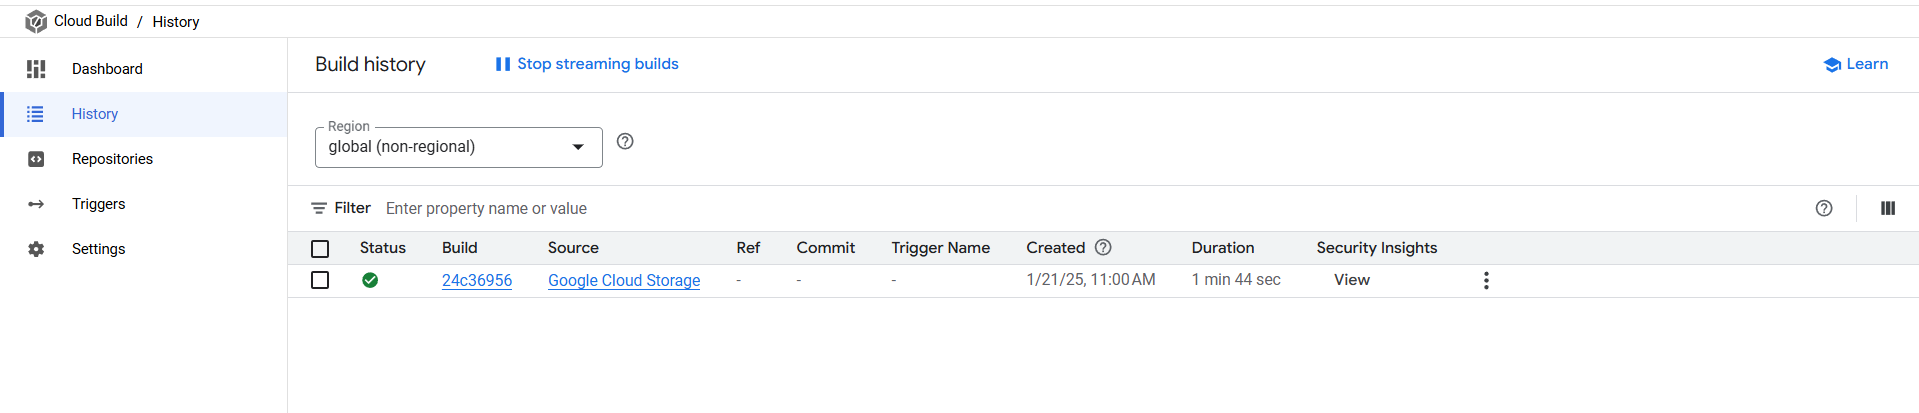 Cloud Build / History
Dashboard
History
Repositories
Triggers
Settings
Build history
Stop streaming builds
Learn
Region
global (non-regional)
Filter Enter property name or value
Status Build Source Ref Commit Trigger Name Created Duration Security Insights
24c36956 Google Cloud Storage - - - 1/21/25, 11:00 AM 1 min 44 sec View